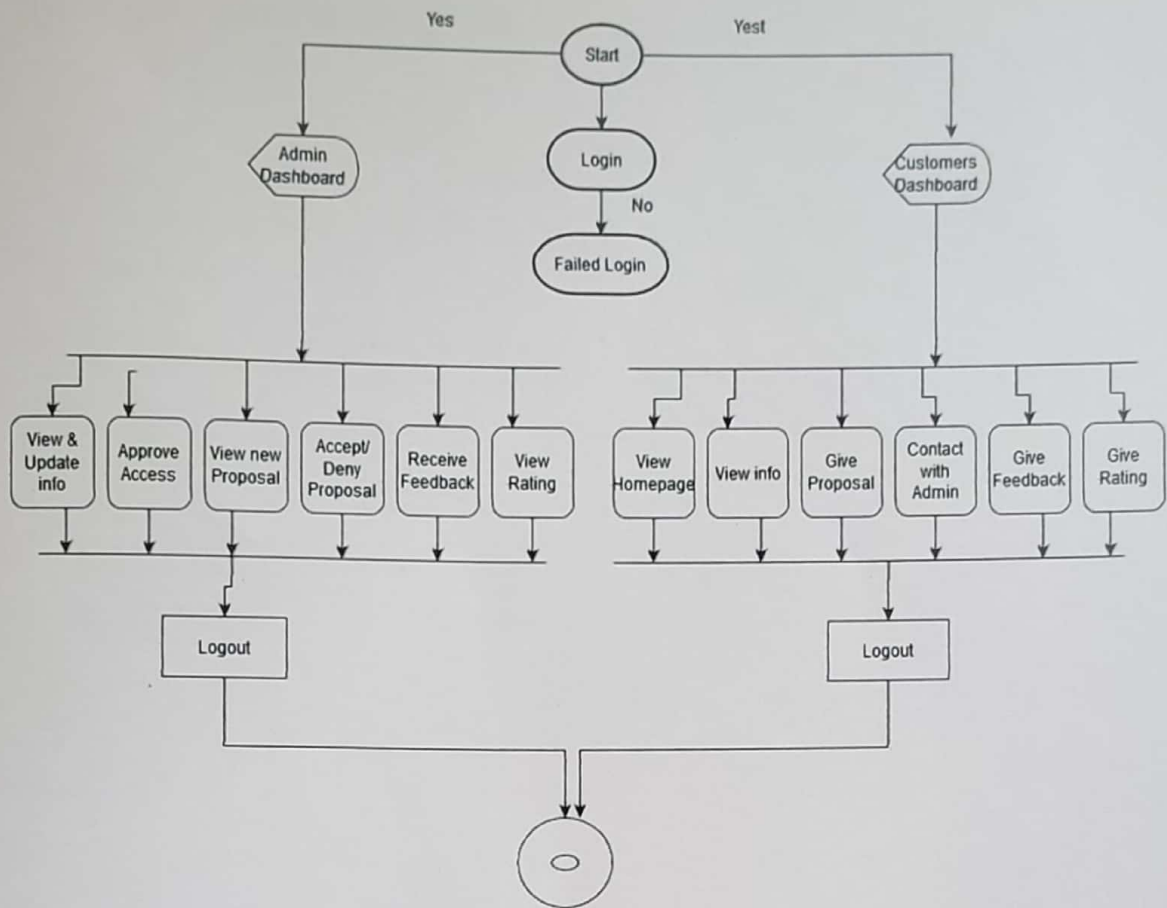 Yes
Yest
Start
Admin
Dashboard
Login
Customers
Dashboard
No
Failed Login
View &
Update
info
Approve
Access
View new
Proposal
Accept/
Deny
Proposal
Receive
Feedback
View
Rating
View
Homepage
View info
Give
Proposal
Contact
with
Admin
Give
Feedback
Give
Rating
Logout
Logout